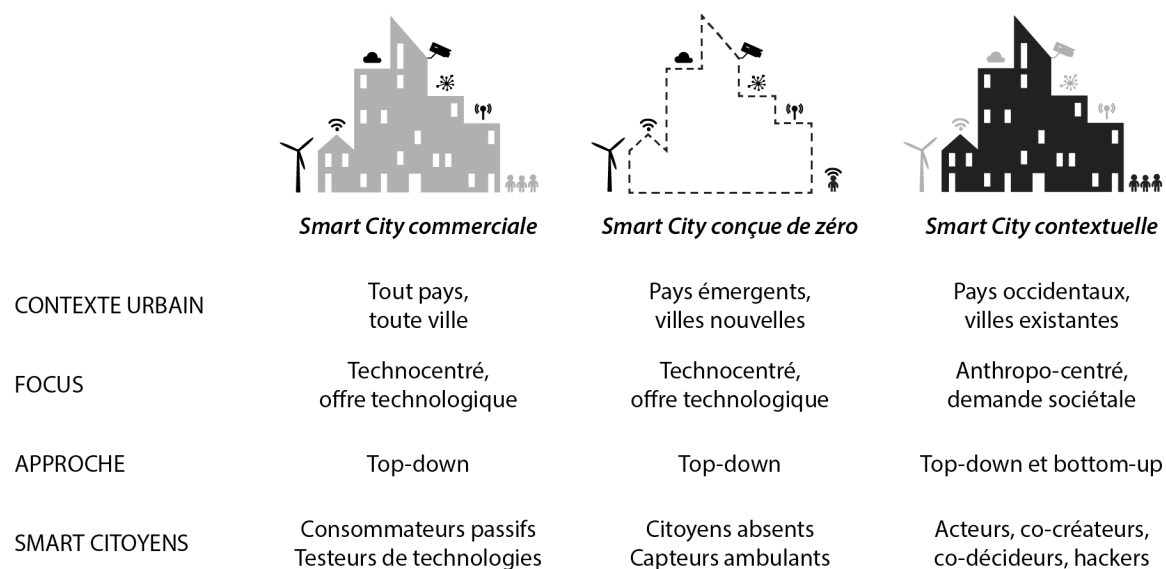 Smart City commerciale Smart City conçue de zéro Smart City contextuelle
CONTEXTE URBAIN
Tout pays,
toute ville
Pays émergents,
villes nouvelles
Pays occidentaux,
villes existantes
FOCUS
Technocentré,
offre technologique
Technocentré,
offre technologique
Anthropo-centré,
demande sociétale
APPROCHE
Top-down
Top-down
Top-down et bottom-up
SMART CITOYENS
Consommateurs passifs
Testeurs de technologies
Citoyens absents
Capteurs ambulants
Acteurs, co-créateurs,
co-décideurs, hackers